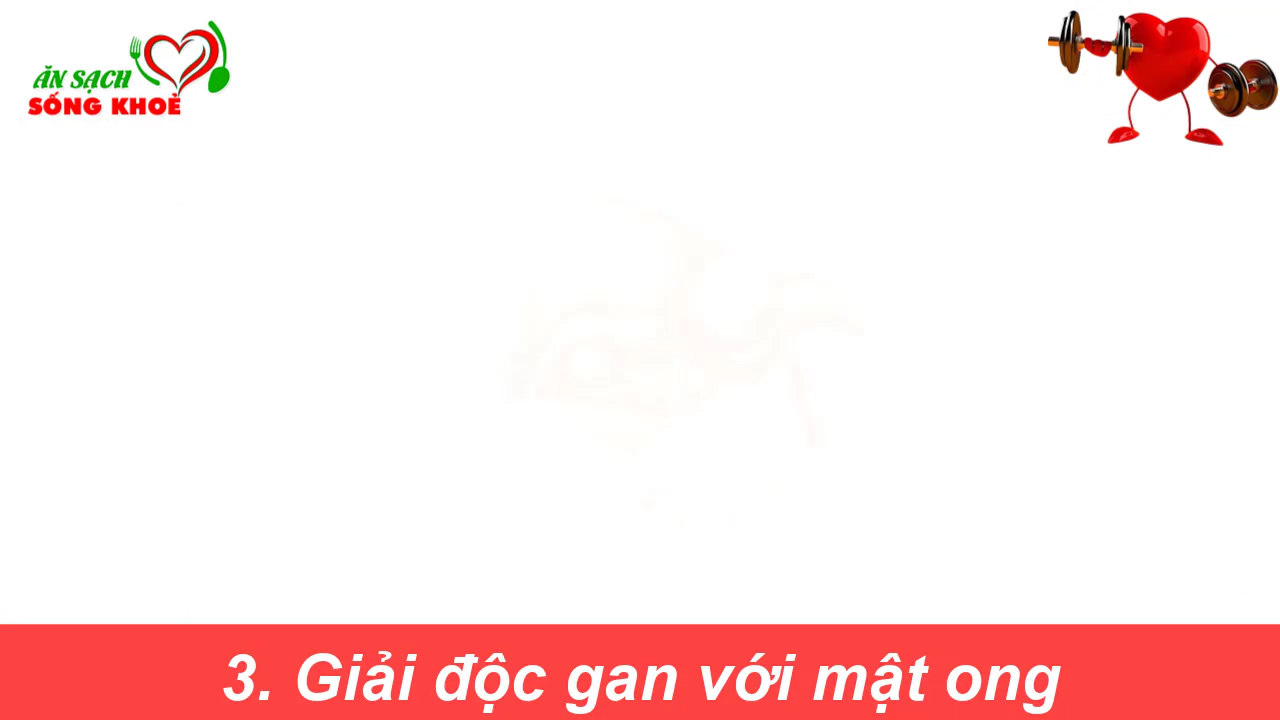 ĂN SẠCH
SỐNG KHOẺ
3. Giải độc gan với mật ong